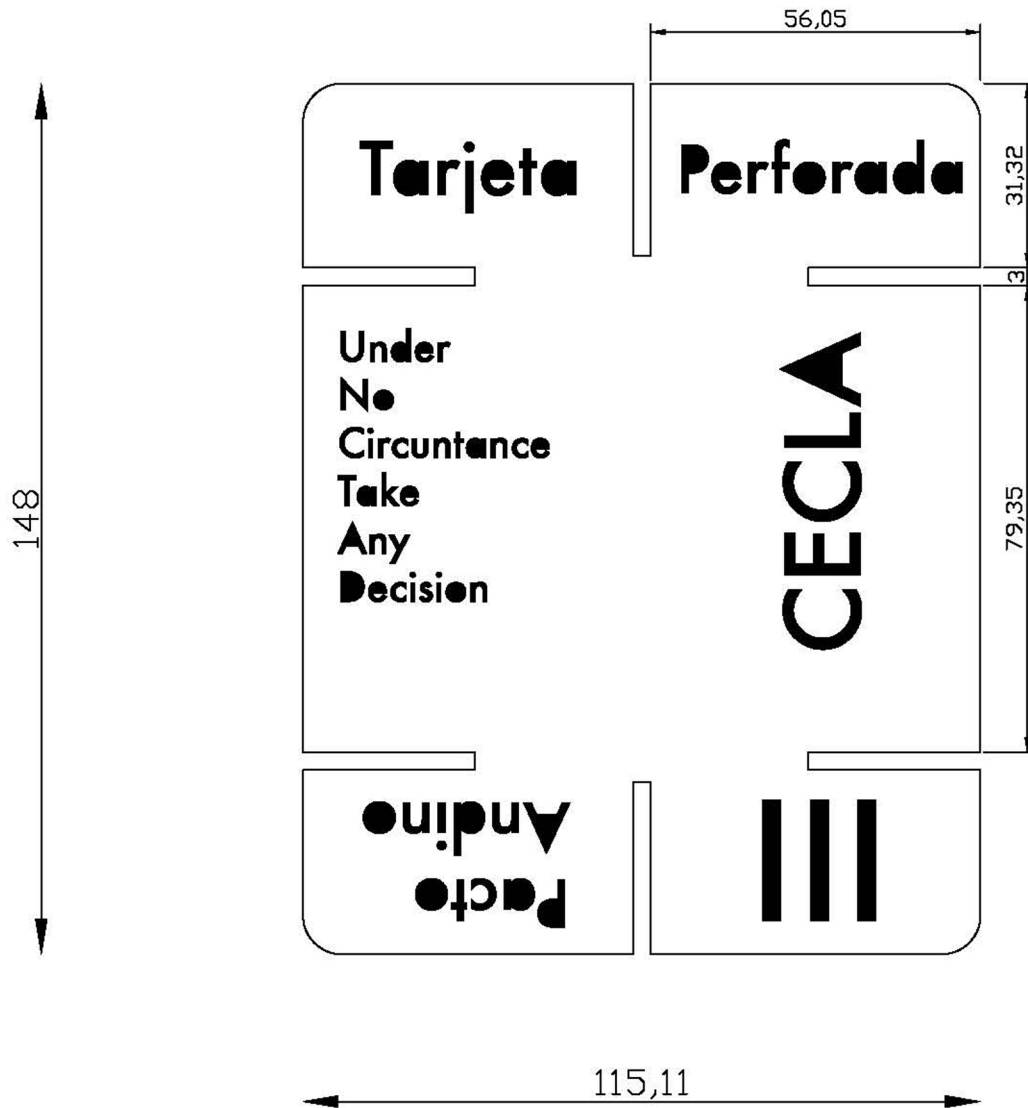 56,05
Tarjeta
Perforada
31,32
3
148
Under
No
Circuntance
Take
Any
Decision
CECLA
79,35
Pacto
Andino
III
115,11